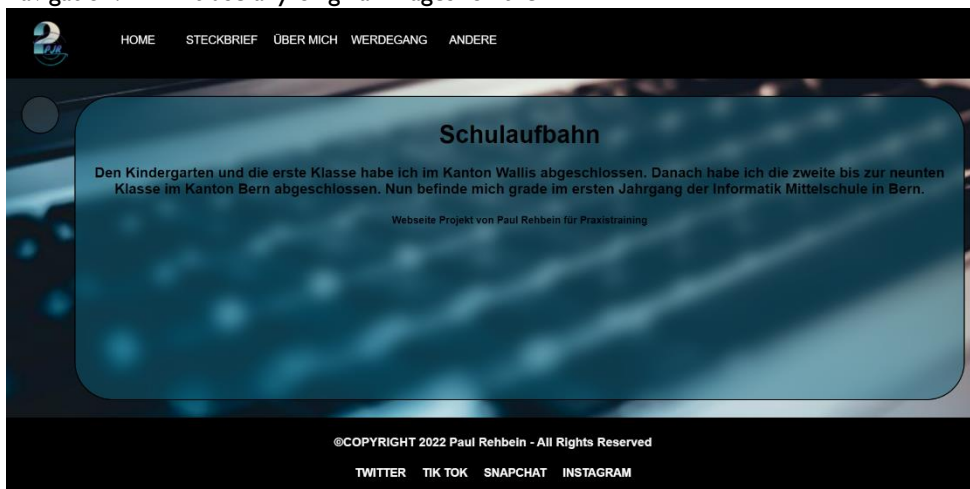 PJR
HOME STECKBRIEF ÜBER MICH WERDEGANG ANDERE
Schulaufbahn
Den Kindergarten und die erste Klasse habe ich im Kanton Wallis abgeschlossen. Danach habe ich die zweite bis zur neunten
Klasse im Kanton Bern abgeschlossen. Nun befinde mich grade im ersten Jahrgang der Informatik Mittelschule in Bern.
Webseite Projekt von Paul Rehbein für Praxistraining
©COPYRIGHT 2022 Paul Rehbein - All Rights Reserved
TWITTER TIK TOK SNAPCHAT INSTAGRAM